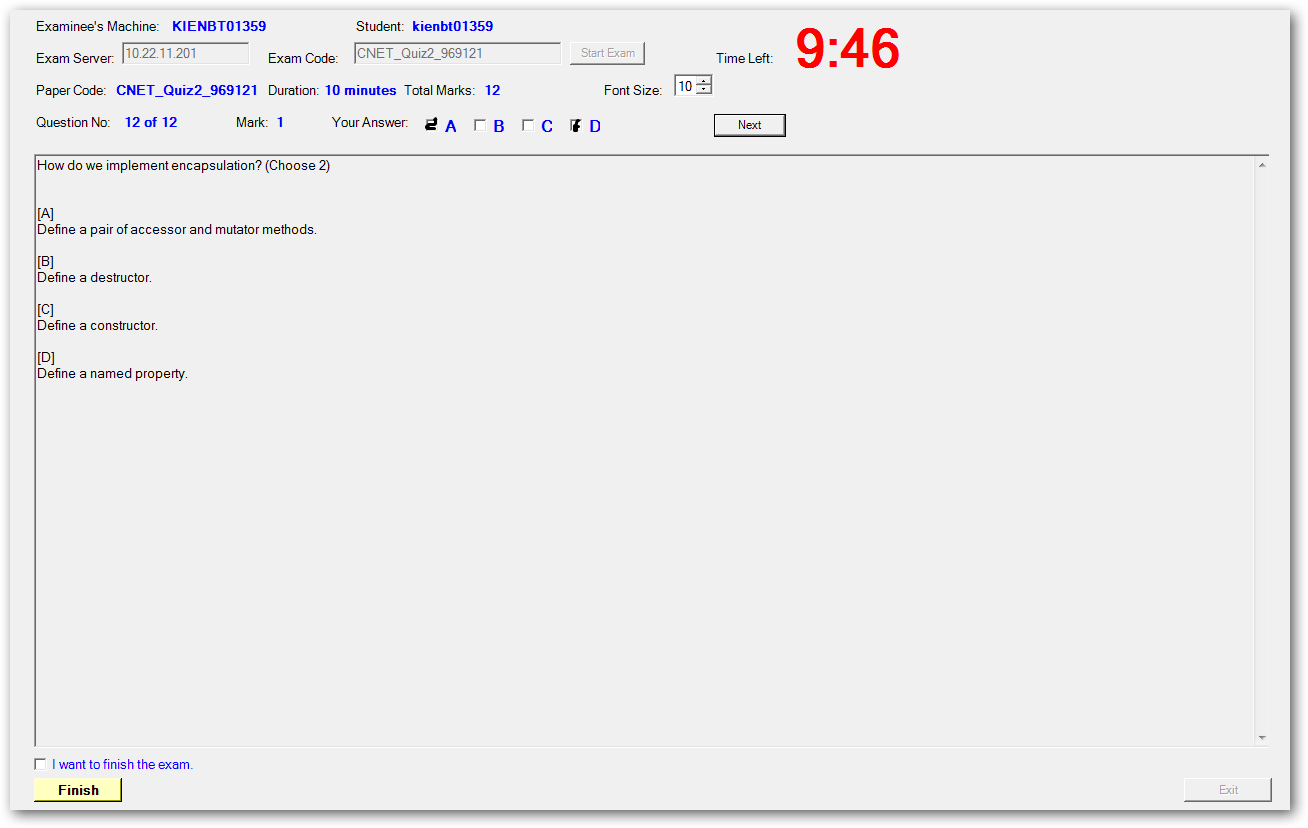 Examinee's Machine: KIENBT01359 Student: kienbt01359
Exam Server: 10.22.11.201 Exam Code: CNET_Quiz2_969121 Start Exam Time Left: 9:46
Paper Code: CNET_Quiz2_969121 Duration: 10 minutes Total Marks: 12 Font Size: 10
Question No: 12 of 12 Mark: 1 Your Answer: A B C D Next
How do we implement encapsulation? (Choose 2)
[A]
Define a pair of accessor and mutator methods.
[B]
Define a destructor.
[C]
Define a constructor.
[D]
Define a named property.
I want to finish the exam.
Finish Exit